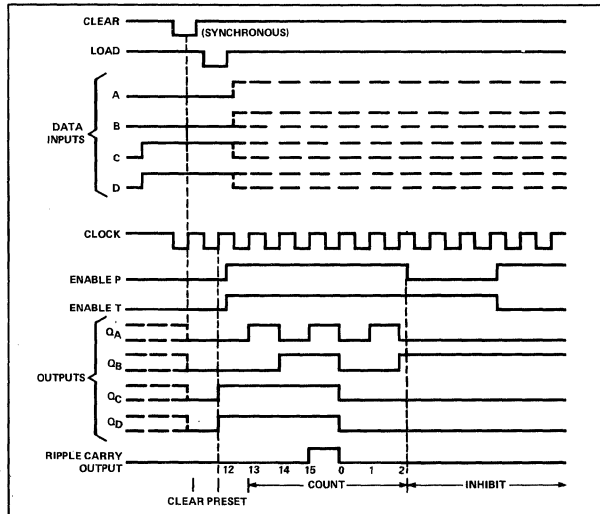 CLEAR
(SYNCHRONOUS)
LOAD
A
B
DATA
INPUTS
C
D
CLOCK
ENABLE P
ENABLE T
QA
QB
OUTPUTS
QC
QD
RIPPLE CARRY
OUTPUT
12 13 14 15 0 1 2
CLEAR PRESET
COUNT
INHIBIT